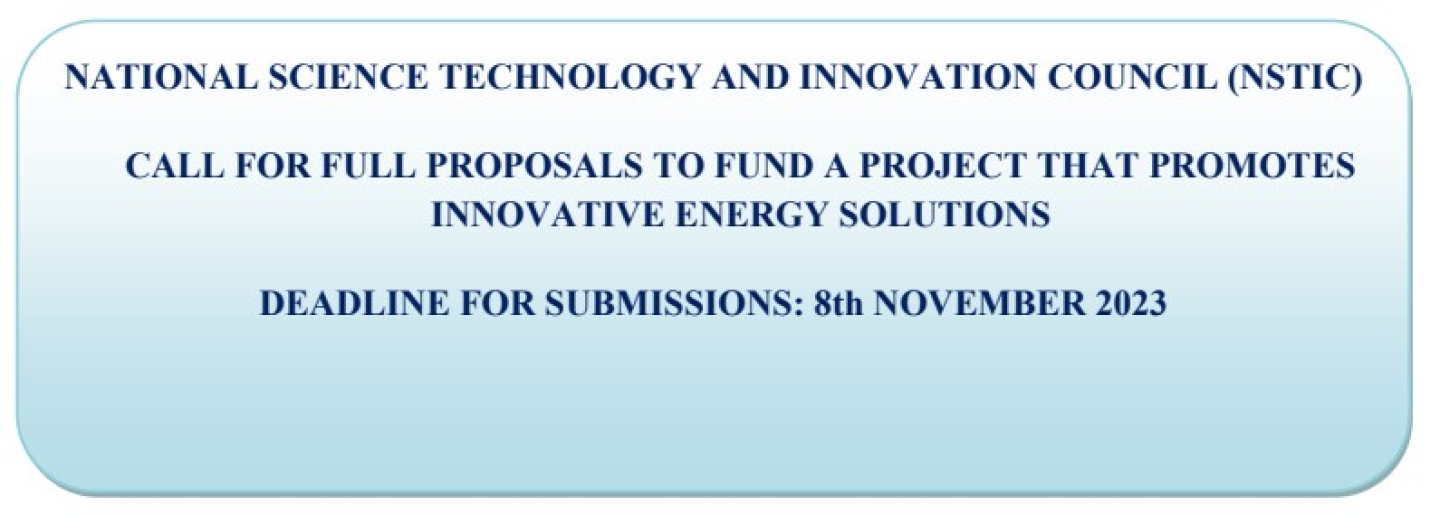 NATIONAL SCIENCE TECHNOLOGY AND INNOVATION COUNCIL (NSTIC)
CALL FOR FULL PROPOSALS TO FUND A PROJECT THAT PROMOTES
INNOVATIVE ENERGY SOLUTIONS
DEADLINE FOR SUBMISSIONS: 8th NOVEMBER 2023